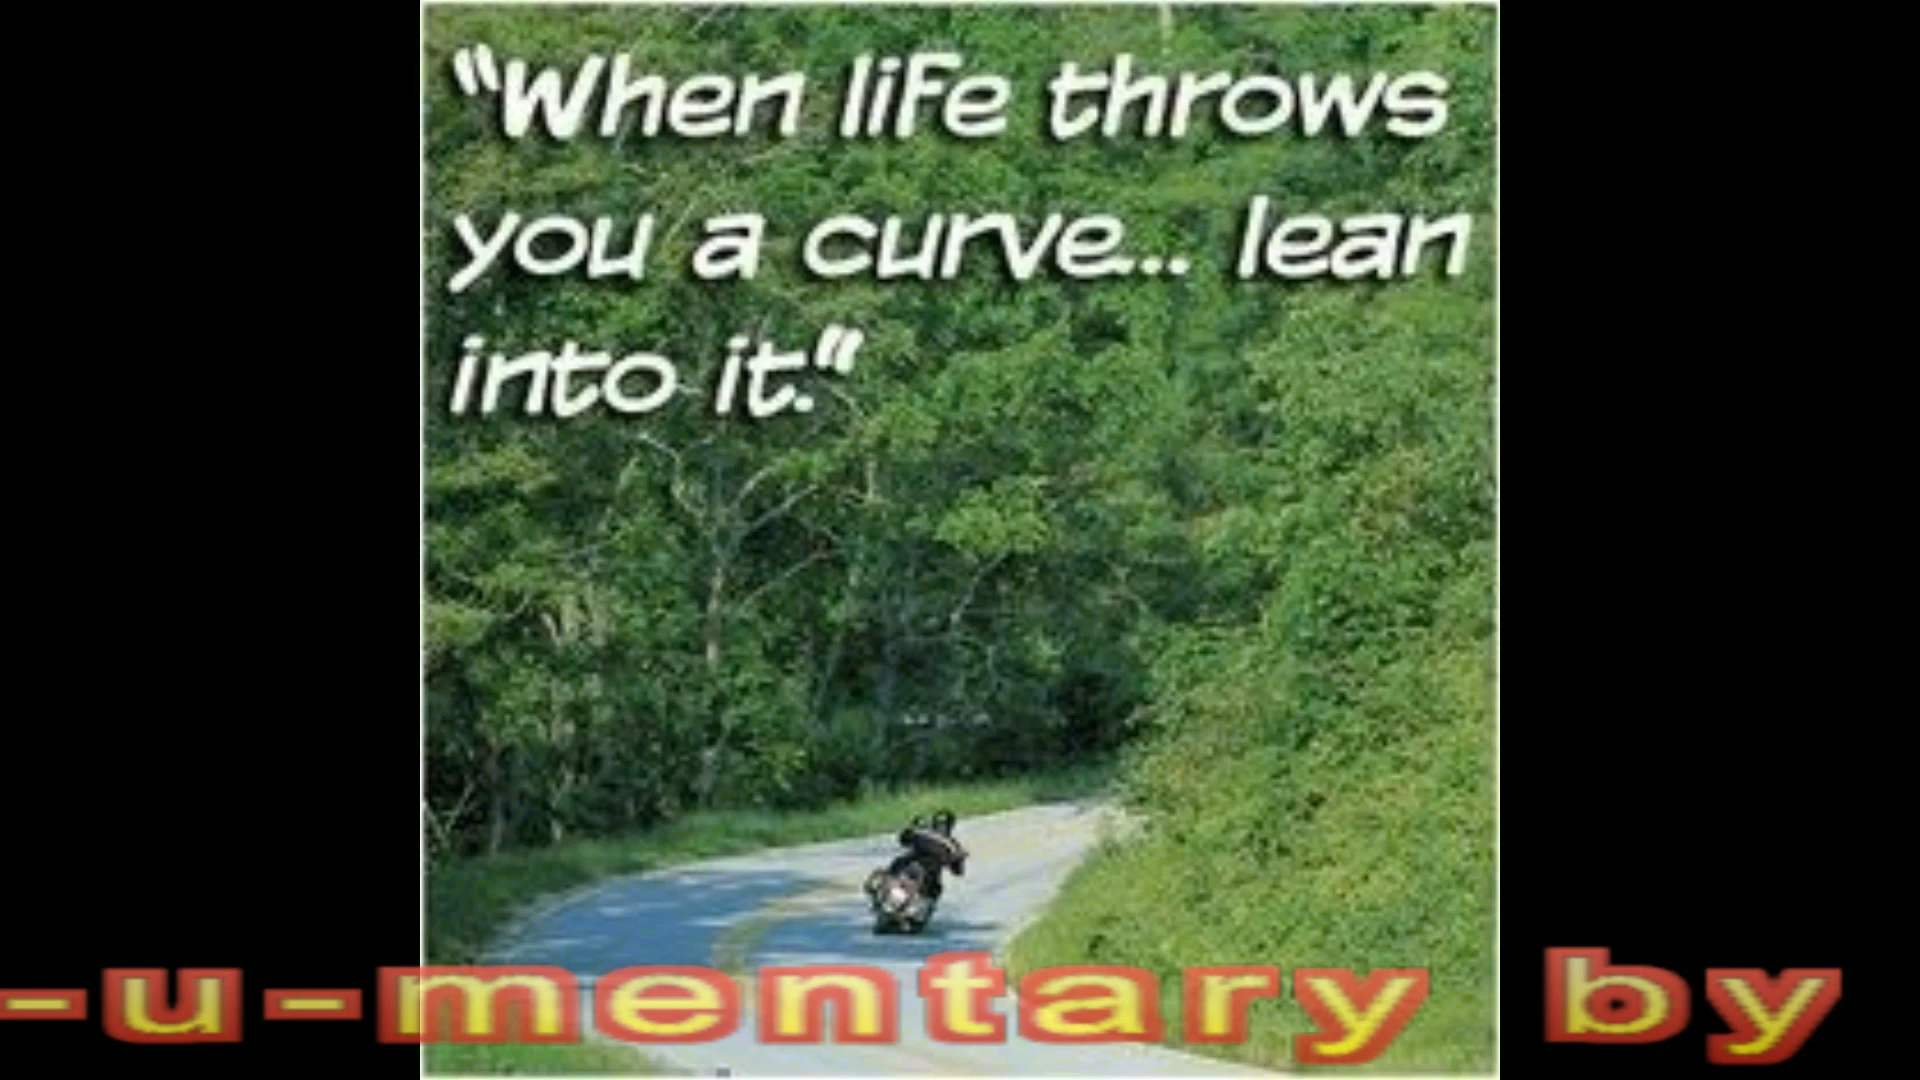 “When life throws
you a curve... lean
into it.“
-u-mentary by